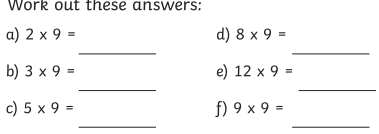 Work out these answers:
a) 2 x 9 =
d) 8 x 9 =
b) 3 x 9 =
e) 12 x 9 =
c) 5 x 9 =
f) 9 x 9 =